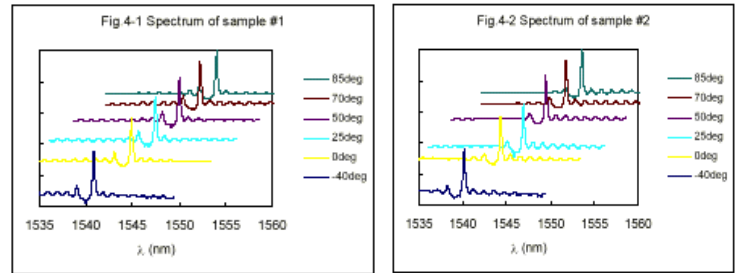 Fig.4-1 Spectrum of sample #1
85deg
70deg
50deg
25deg
0deg
-40deg
1535 1540 1545 1550 1555 1560
λ (nm)
Fig.4-2 Spectrum of sample #2
85deg
70deg
50deg
25deg
0deg
-40deg
1535 1540 1545 1550 1555 1560
λ (nm)